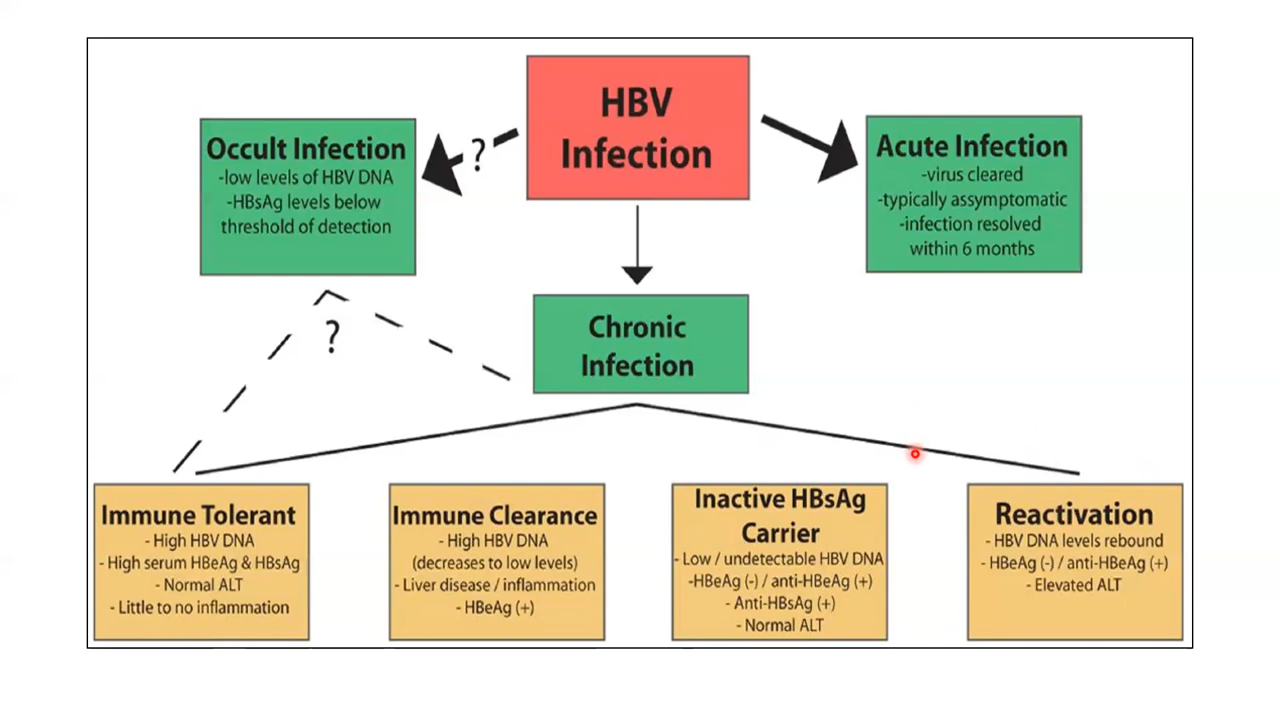 HBV
Infection
Occult Infection
-low levels of HBV DNA
-HBsAg levels below
threshold of detection
?
Acute Infection
-virus cleared
-typically assymptomatic
-infection resolved
within 6 months
?
Chronic
Infection
Immune Tolerant
- High HBV DNA
- High serum HBeAg & HBsAg
- Normal ALT
- Little to no inflammation
Immune Clearance
- High HBV DNA
(decreases to low levels)
- Liver disease / inflammation
- HBeAg (+)
Inactive HBsAg
Carrier
- Low / undetectable HBV DNA
-HBeAg (-) / anti-HBeAg (+)
- Anti-HBsAg (+)
- Normal ALT
Reactivation
- HBV DNA levels rebound
- HBeAg (-) / anti-HBeAg (+)
- Elevated ALT